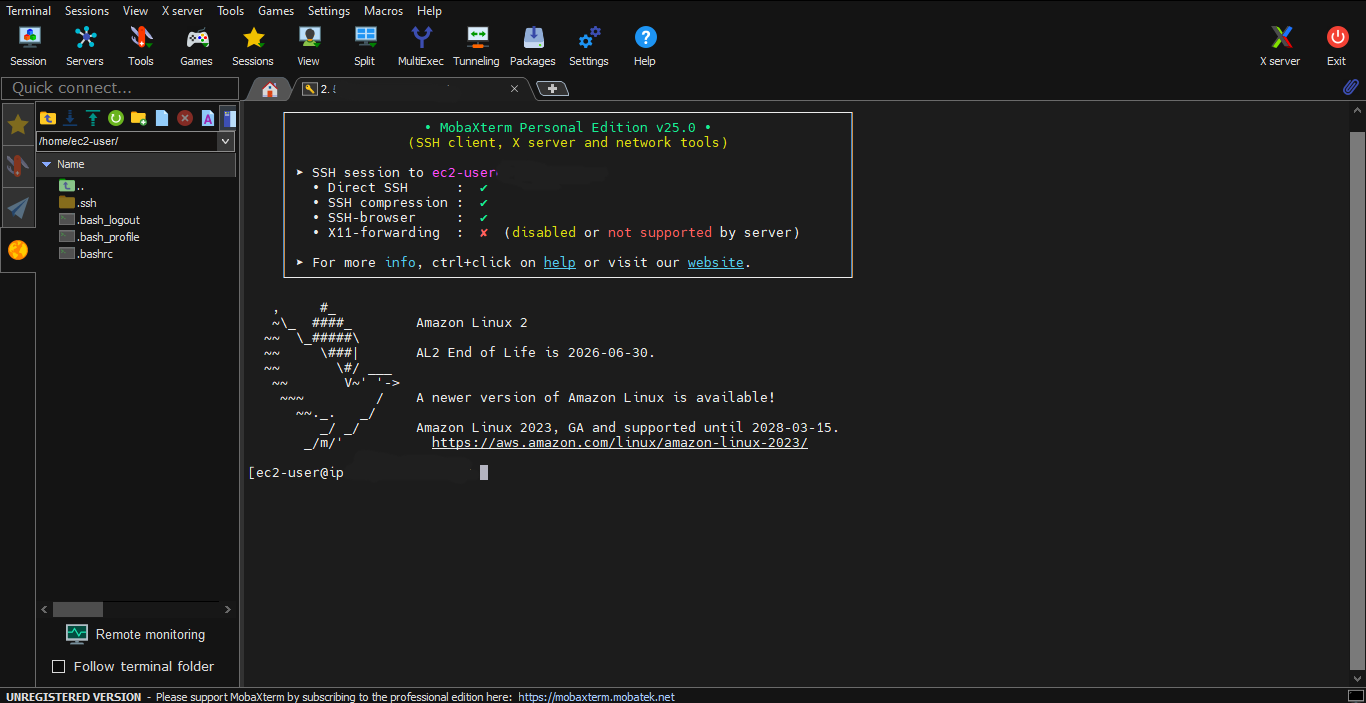 Terminal Sessions View X server Tools Games Settings Macros Help
Session Servers Tools Games Sessions View Split MultiExec Tunneling Packages Settings Help X server Exit
Quick connect...
2.
/home/ec2-user/
Name
..
.ssh
.bash_logout
.bash_profile
.bashrc
• MobaXterm Personal Edition v25.0 •
(SSH client, X server and network tools)
➤ SSH session to ec2-user
• Direct SSH : ✔
• SSH compression : ✔
• SSH-browser : ✔
• X11-forwarding : ✘ (disabled or not supported by server)
➤ For more info, ctrl+click on help or visit our website.
, #_
~\_ ####_ Amazon Linux 2
~~ \_#####\
~~ \###| AL2 End of Life is 2026-06-30.
~~ \#/ ___
~~ V~' '->
~~~ / A newer version of Amazon Linux is available!
~~._. _/
_/ _/ Amazon Linux 2023, GA and supported until 2028-03-15.
_/m/' https://aws.amazon.com/linux/amazon-linux-2023/
[ec2-user@ip
Remote monitoring
Follow terminal folder
UNREGISTERED VERSION - Please support MobaXterm by subscribing to the professional edition here: https://mobaxterm.mobatek.net